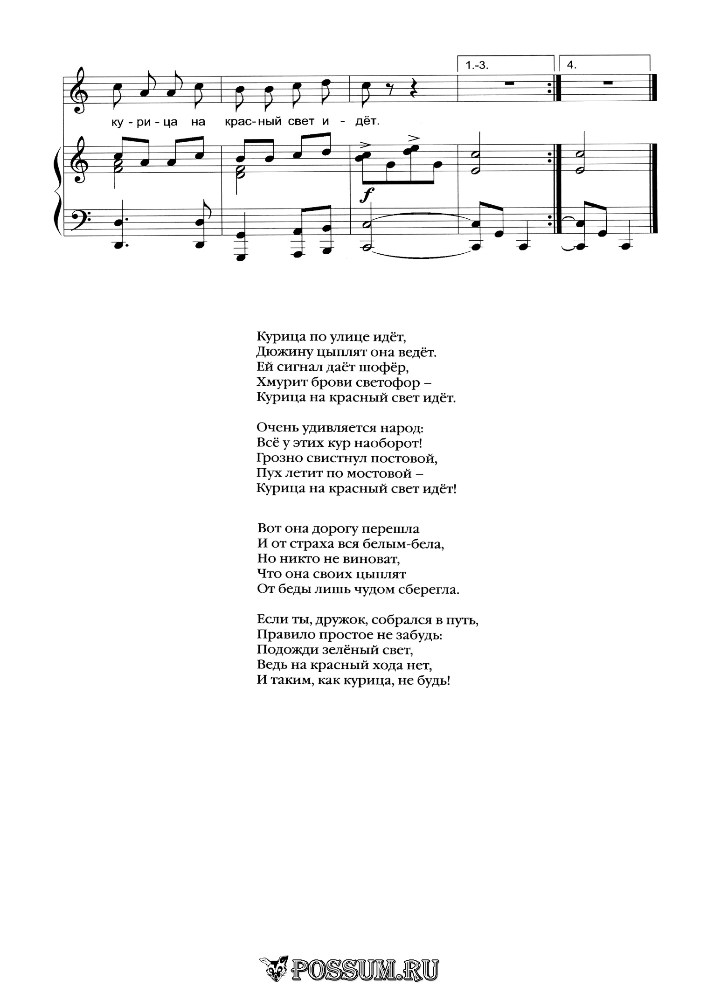 1.-3.
4.
ку - ри - ца на крас-ный свет и - дёт.
f
Курица по улице идёт,
Дюжину цыплят она ведёт.
Ей сигнал даёт шофёр,
Хмурит брови светофор –
Курица на красный свет идёт.
Очень удивляется народ:
Всё у этих кур наоборот!
Грозно свистнул постовой,
Пух летит по мостовой –
Курица на красный свет идёт!
Вот она дорогу перешла
И от страха вся белым-бела,
Но никто не виноват,
Что она своих цыплят
От беды лишь чудом сберегла.
Если ты, дружок, собрался в путь,
Правило простое не забудь:
Подожди зелёный свет,
Ведь на красный хода нет,
И таким, как курица, не будь!
POSSUM.RU